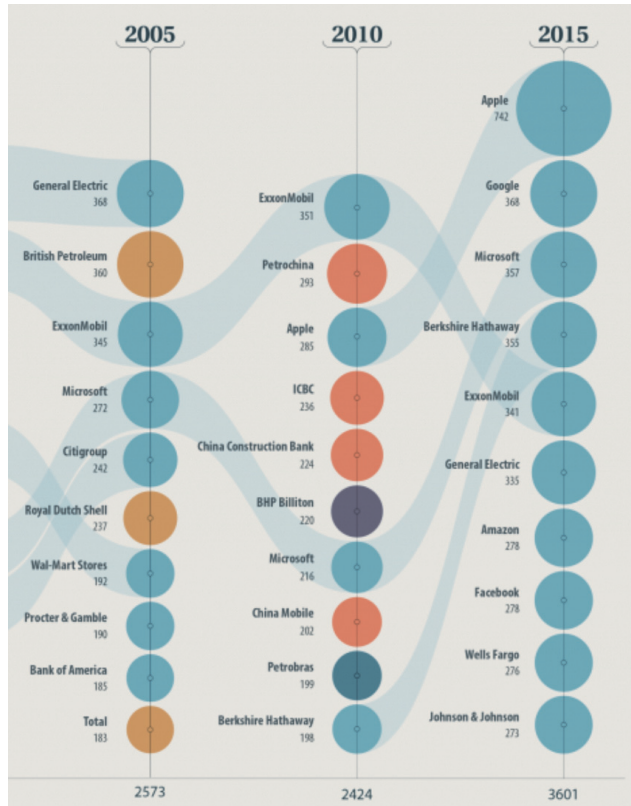 2005
General Electric
368
British Petroleum
360
ExxonMobil
345
Microsoft
272
Citigroup
242
Royal Dutch Shell
237
Wal-Mart Stores
192
Procter & Gamble
190
Bank of America
185
Total
183
2573
2010
ExxonMobil
351
Petrochina
293
Apple
285
ICBC
236
China Construction Bank
224
BHP Billiton
220
Microsoft
216
China Mobile
202
Petrobras
199
Berkshire Hathaway
198
2424
2015
Apple
742
Google
368
Microsoft
357
Berkshire Hathaway
355
ExxonMobil
341
General Electric
335
Amazon
278
Facebook
278
Wells Fargo
276
Johnson & Johnson
273
3601